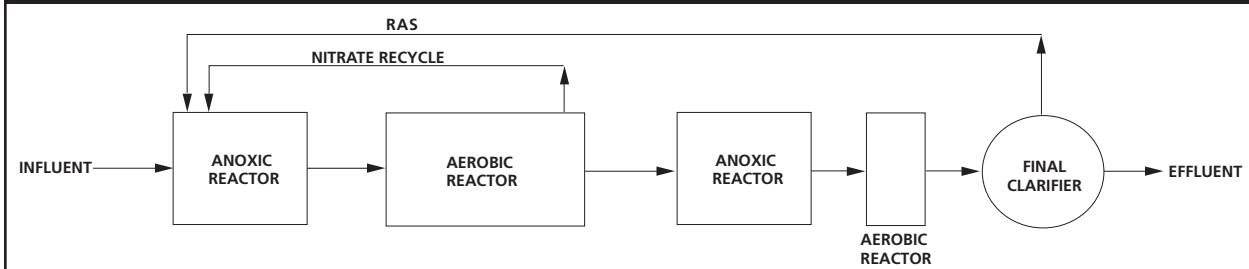 RAS
NITRATE RECYCLE
INFLUENT
ANOXIC
REACTOR
AEROBIC
REACTOR
ANOXIC
REACTOR
AEROBIC
REACTOR
FINAL
CLARIFIER
EFFLUENT